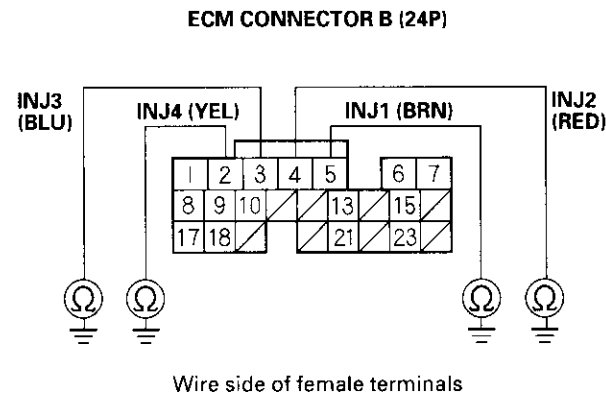 ECM CONNECTOR B (24P)
INJ3
(BLU)
INJ4 (YEL)
INJ1 (BRN)
INJ2
(RED)
1 2 3 4 5 6 7
8 9 10 13 15
17 18 21 23
Ω Ω Ω Ω
Wire side of female terminals